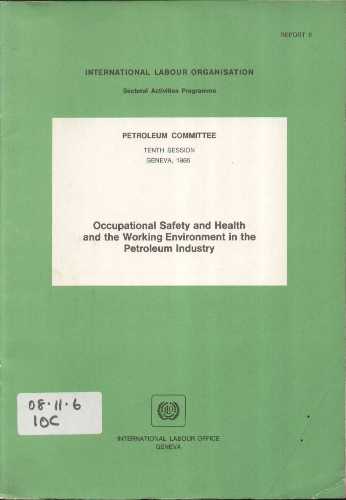 REPORT II
INTERNATIONAL LABOUR ORGANISATION
Sectoral Activities Programme
PETROLEUM COMMITTEE
TENTH SESSION
GENEVA, 1986
Occupational Safety and Health
and the Working Environment in the
Petroleum Industry
08·11·6
IOC
INTERNATIONAL LABOUR OFFICE
GENEVA